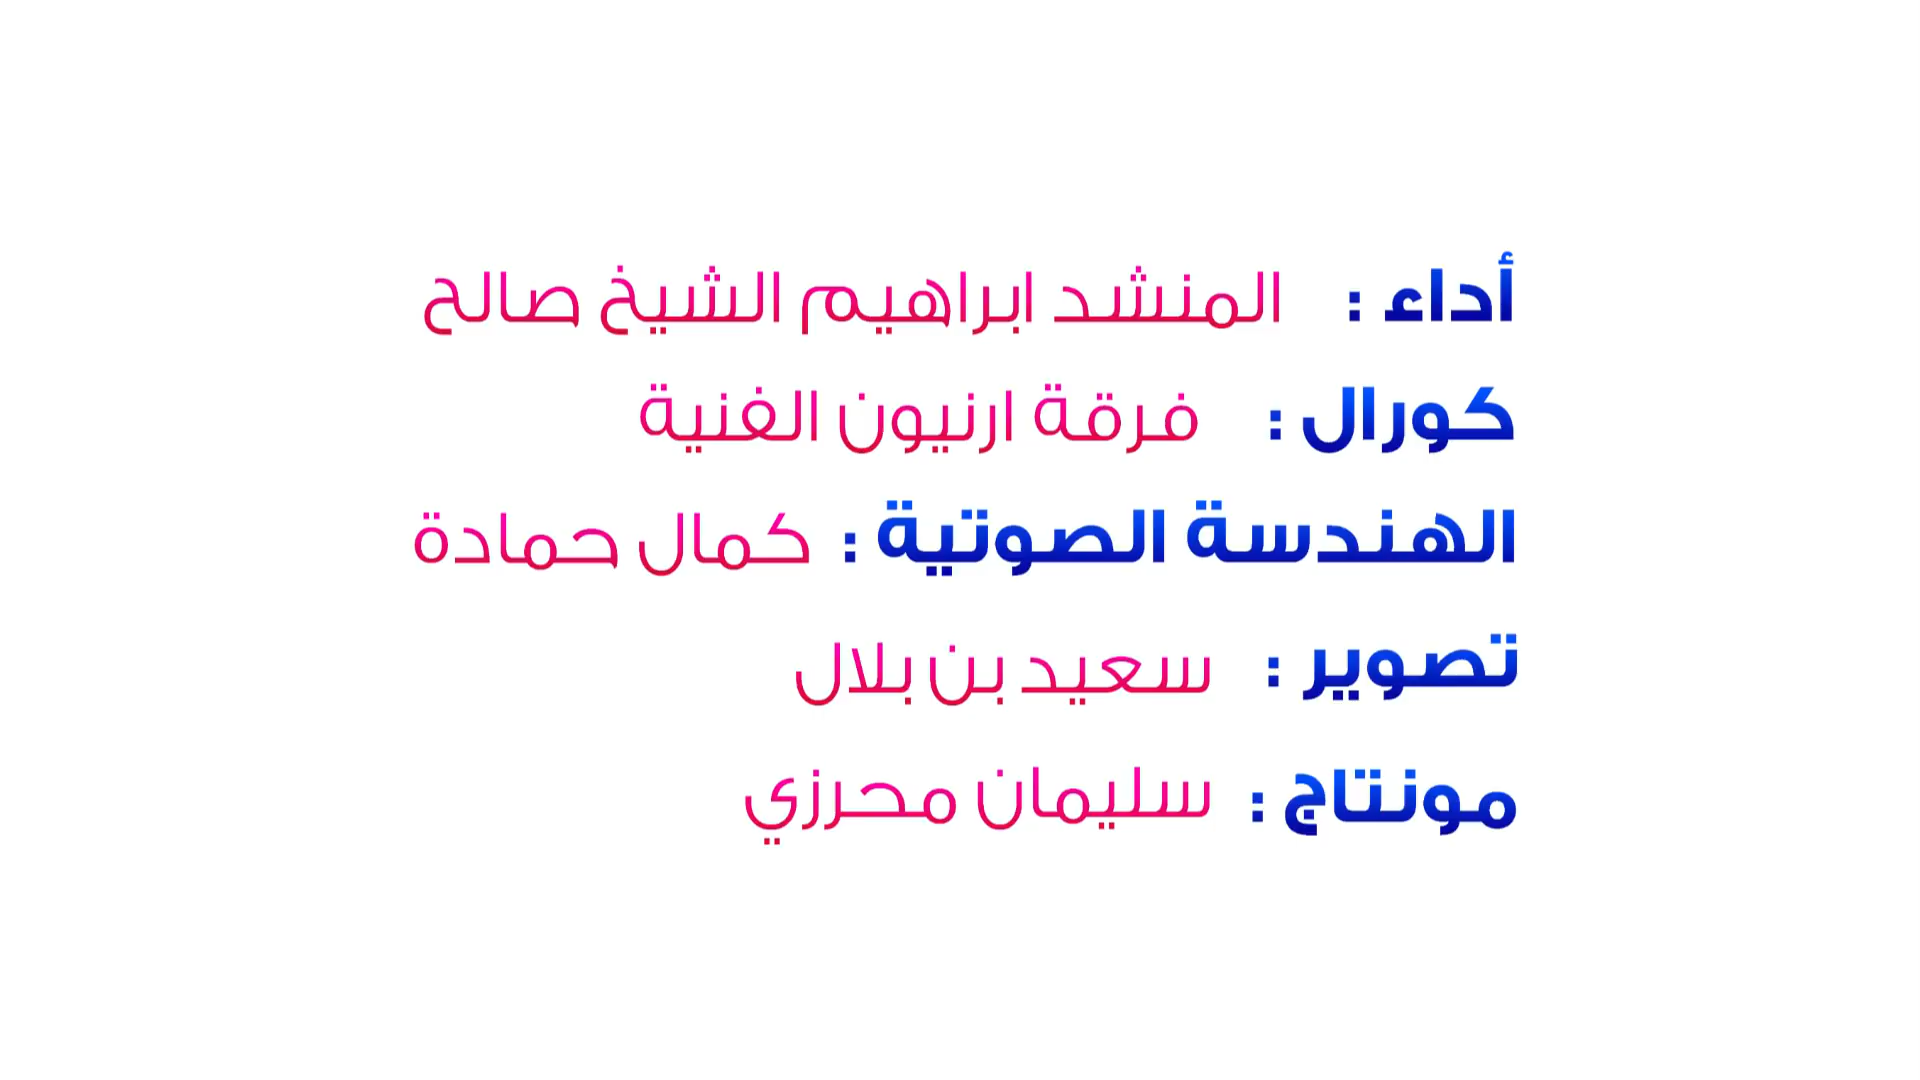 أداء : المنشد ابراهيم الشيخ صالح
كورال : فرقة ارنيون الغنية
الهندسة الصوتية : كمال حمادة
تصوير : سعيد بن بلال
مونتاج : سليمان محرزي